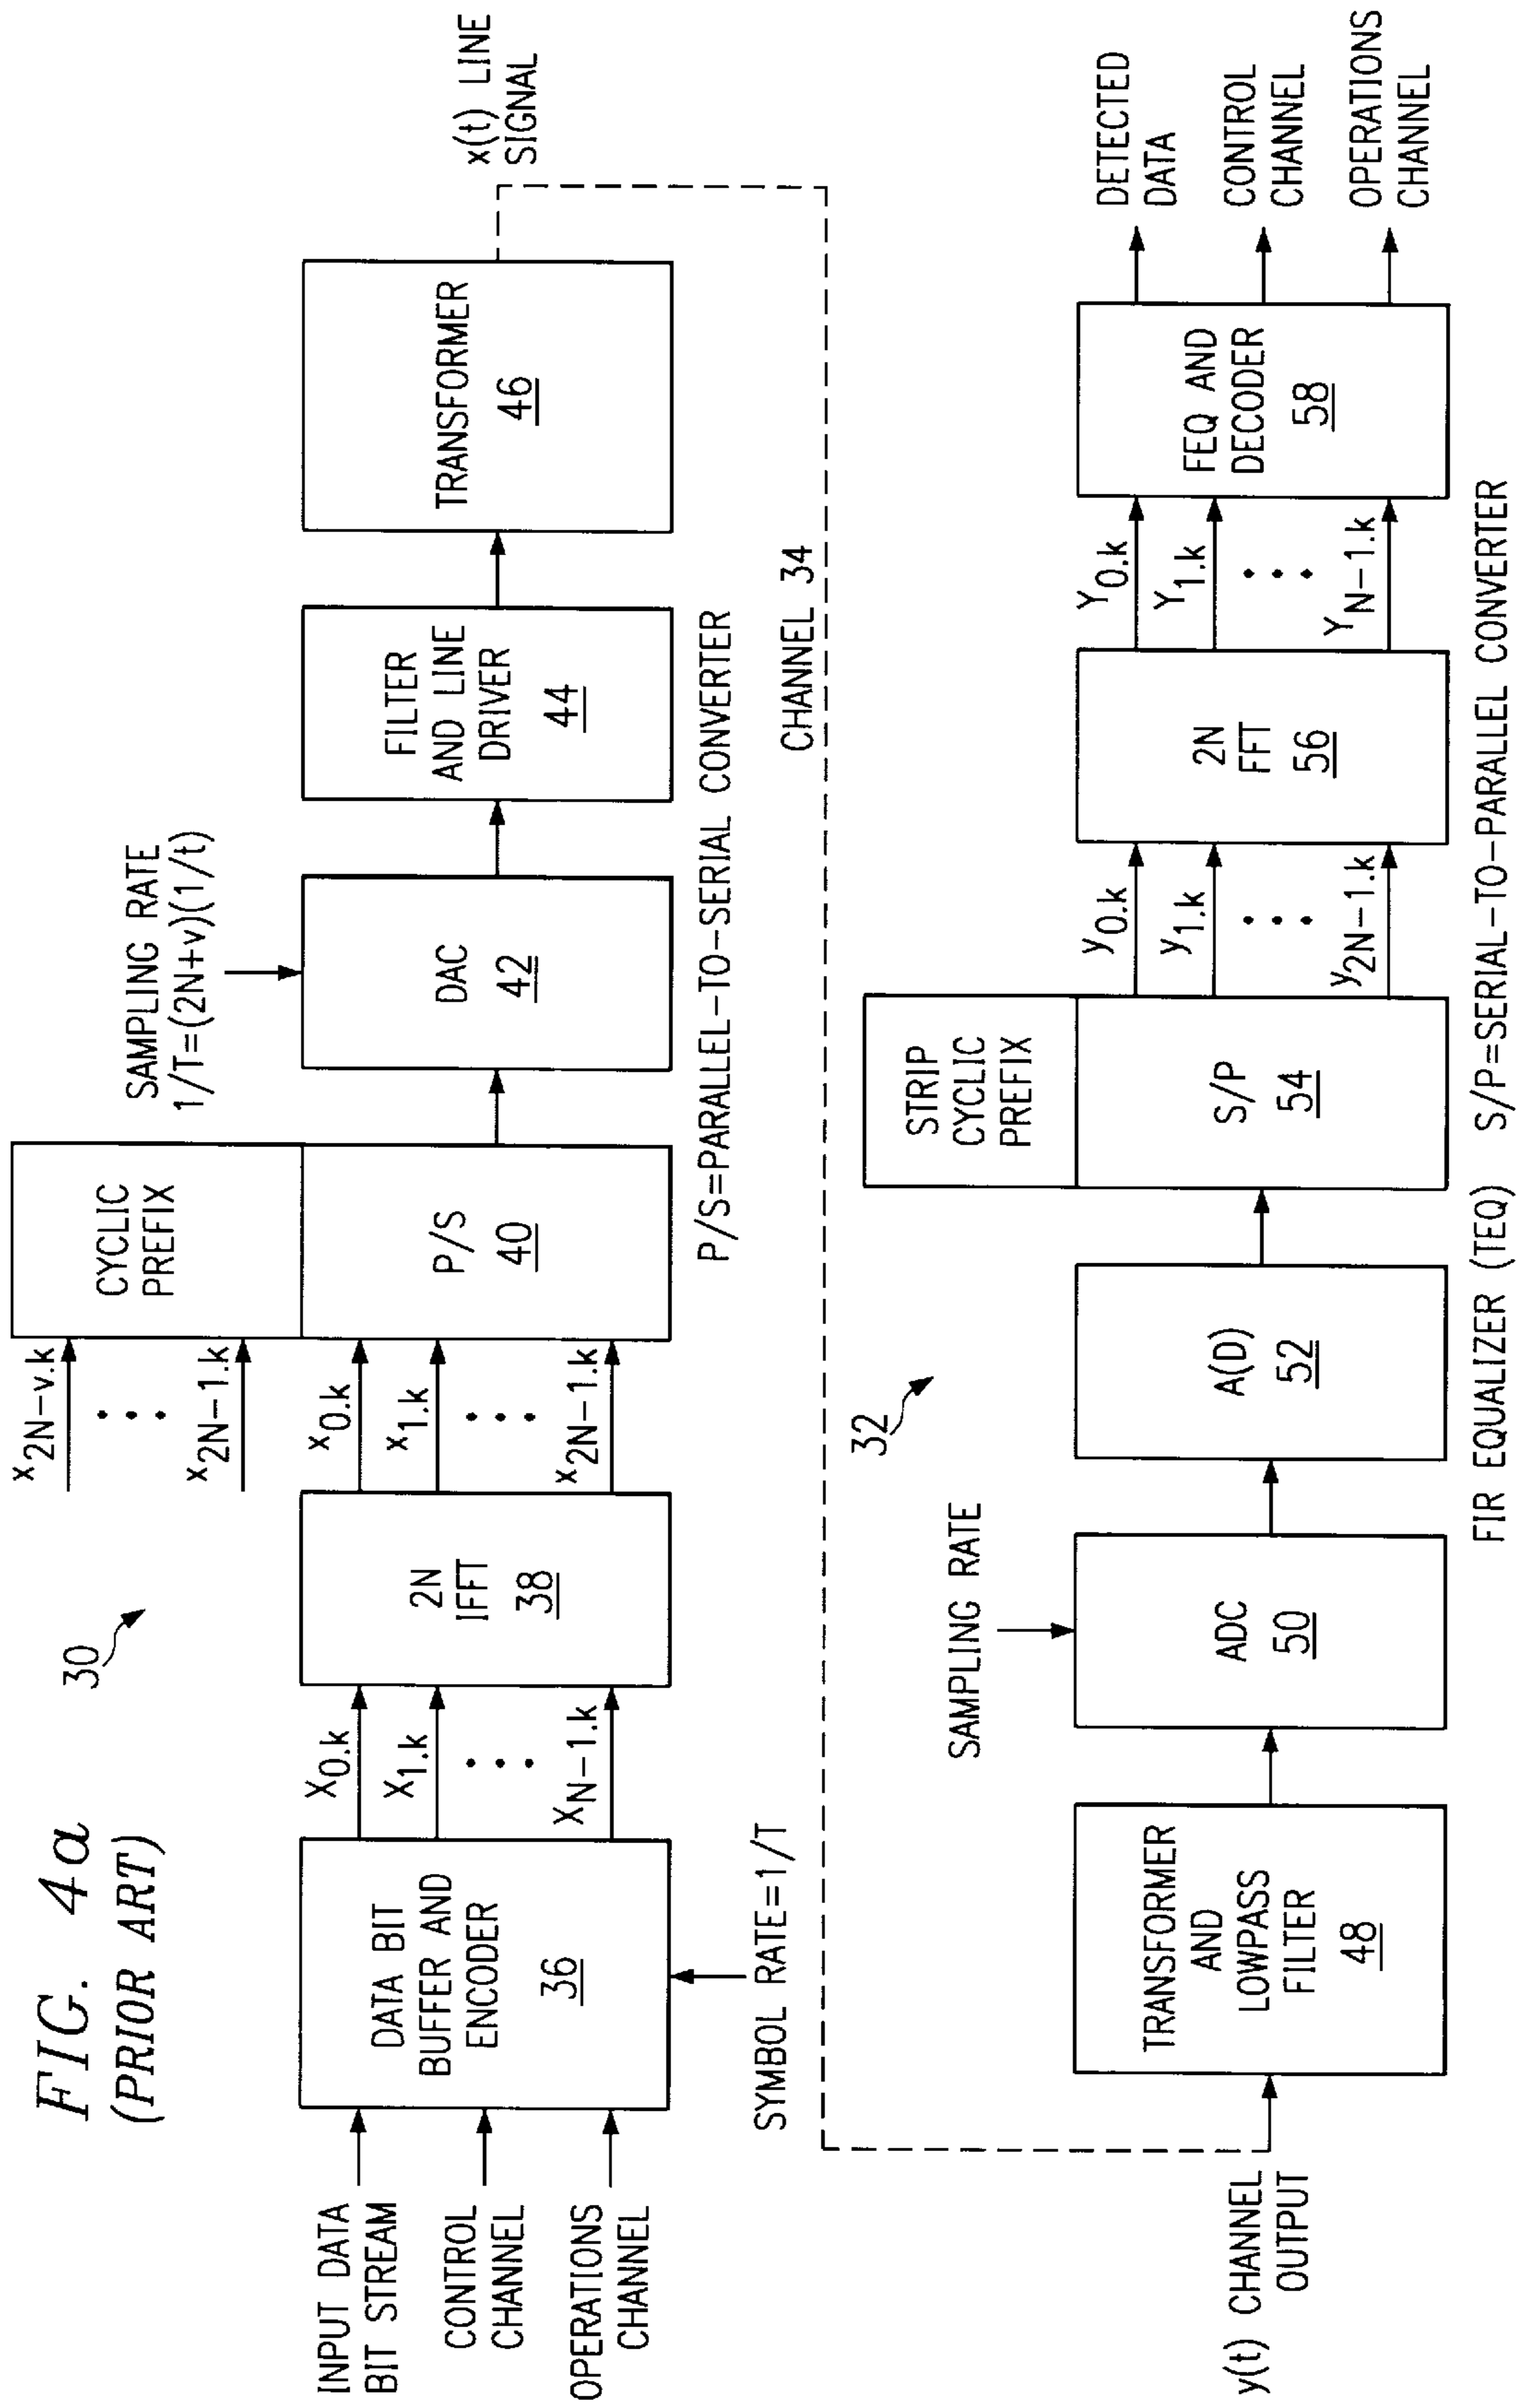 FIG. 4a
(PRIOR ART)
30
INPUT DATA
BIT STREAM
CONTROL
CHANNEL
OPERATIONS
CHANNEL
DATA BIT
BUFFER AND
ENCODER
36
SYMBOL RATE=1/T
X0.k
X1.k
XN-1.k
2N
IFFT
38
x2N-v.k
x2N-1.k
x0.k
x1.k
x2N-1.k
CYCLIC
PREFIX
P/S
40
P/S=PARALLEL-TO-SERIAL CONVERTER
SAMPLING RATE
1/T=(2N+v)(1/t)
DAC
42
FILTER
AND LINE
DRIVER
44
TRANSFORMER
46
x(t) LINE
SIGNAL
CHANNEL 34
y(t) CHANNEL
OUTPUT
TRANSFORMER
AND
LOWPASS
FILTER
48
SAMPLING RATE
ADC
50
32
A(D)
52
FIR EQUALIZER (TEQ)
STRIP
CYCLIC
PREFIX
S/P
54
S/P=SERIAL-TO-PARALLEL CONVERTER
y0.k
y1.k
y2N-1.k
2N
FFT
56
Y0.k
Y1.k
YN-1.k
FEQ AND
DECODER
58
DETECTED
DATA
CONTROL
CHANNEL
OPERATIONS
CHANNEL